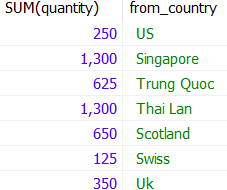 SUM(quantity) from_country
250 US
1,300 Singapore
625 Trung Quoc
1,300 Thai Lan
650 Scotland
125 Swiss
350 Uk